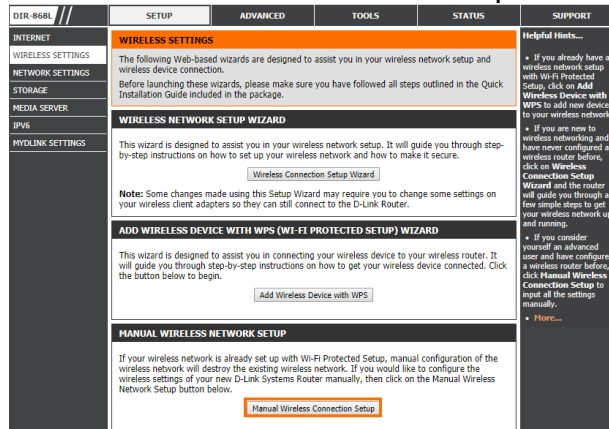 DIR-868L
SETUP
ADVANCED
TOOLS
STATUS
SUPPORT
INTERNET
WIRELESS SETTINGS
NETWORK SETTINGS
STORAGE
MEDIA SERVER
IPV6
MYDLINK SETTINGS
WIRELESS SETTINGS
The following Web-based wizards are designed to assist you in your wireless network setup and
wireless device connection.
Before launching these wizards, please make sure you have followed all steps outlined in the Quick
Installation Guide included in the package.
WIRELESS NETWORK SETUP WIZARD
This wizard is designed to assist you in your wireless network setup. It will guide you through step-
by-step instructions on how to set up your wireless network and how to make it secure.
Wireless Connection Setup Wizard
Note: Some changes made using this Setup Wizard may require you to change some settings on
your wireless client adapters so they can still connect to the D-Link Router.
ADD WIRELESS DEVICE WITH WPS (WI-FI PROTECTED SETUP) WIZARD
This wizard is designed to assist you in connecting your wireless device to your wireless router. It
will guide you through step-by-step instructions on how to get your wireless device connected. Click
the button below to begin.
Add Wireless Device with WPS
MANUAL WIRELESS NETWORK SETUP
If your wireless network is already set up with Wi-Fi Protected Setup, manual configuration of the
wireless network will destroy the existing wireless network. If you would like to configure the
wireless settings of your new D-Link Systems Router manually, then click on the Manual Wireless
Network Setup button below.
Manual Wireless Connection Setup
Helpful Hints...
• If you already have a
wireless network setup
with Wi-Fi Protected
Setup, click on Add
Wireless Device with
WPS to add new device
to your wireless network
• If you are new to
wireless networking and
have never configured a
wireless router before,
click on Wireless
Connection Setup
Wizard and the router
will guide you through a
few simple steps to get
your wireless network up
and running.
• If you consider
yourself an advanced
user and have configure
a wireless router before,
click Manual Wireless
Connection Setup to
input all the settings
manually.
• More...